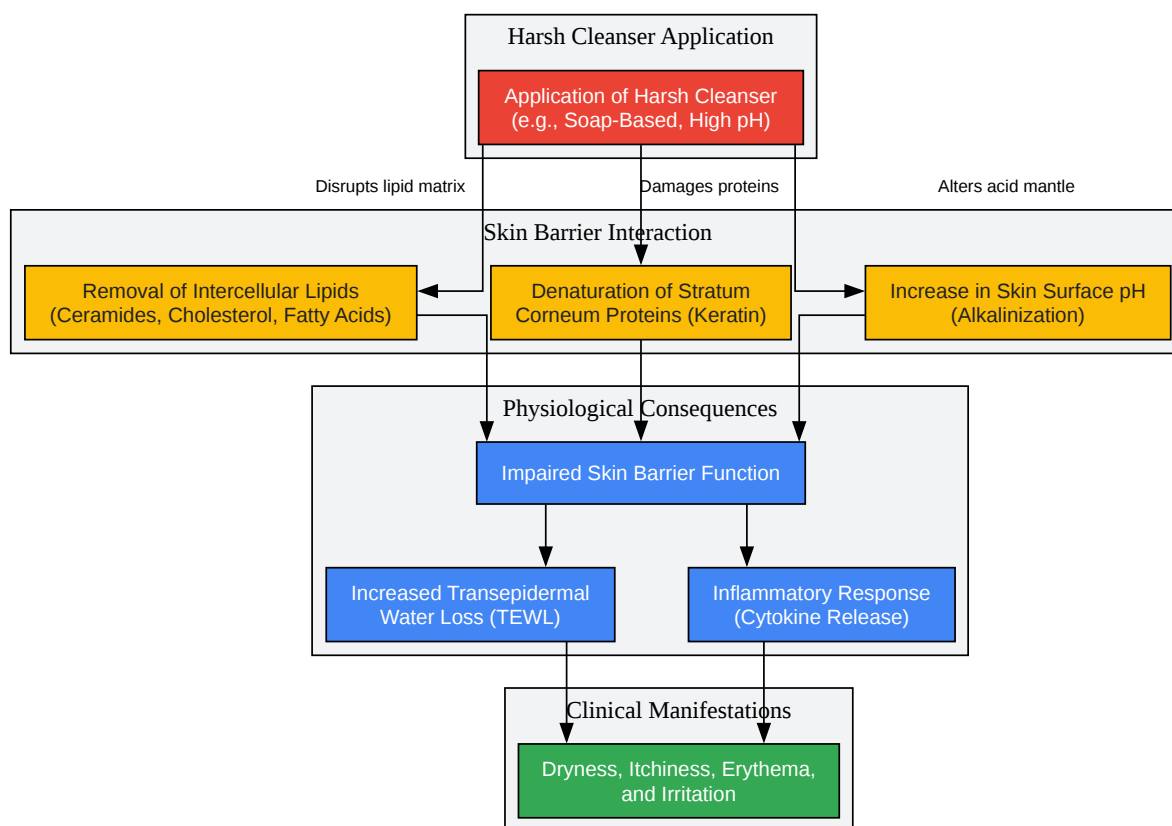 Harsh Cleanser Application
Application of Harsh Cleanser
(e.g., Soap-Based, High pH)
Disrupts lipid matrix
Damages proteins
Alters acid mantle
Skin Barrier Interaction
Removal of Intercellular Lipids
(Ceramides, Cholesterol, Fatty Acids)
Denaturation of Stratum
Corneum Proteins (Keratin)
Increase in Skin Surface pH
(Alkalinization)
Physiological Consequences
Impaired Skin Barrier Function
Increased Transepidermal
Water Loss (TEWL)
Inflammatory Response
(Cytokine Release)
Clinical Manifestations
Dryness, Itchiness, Erythema,
and Irritation